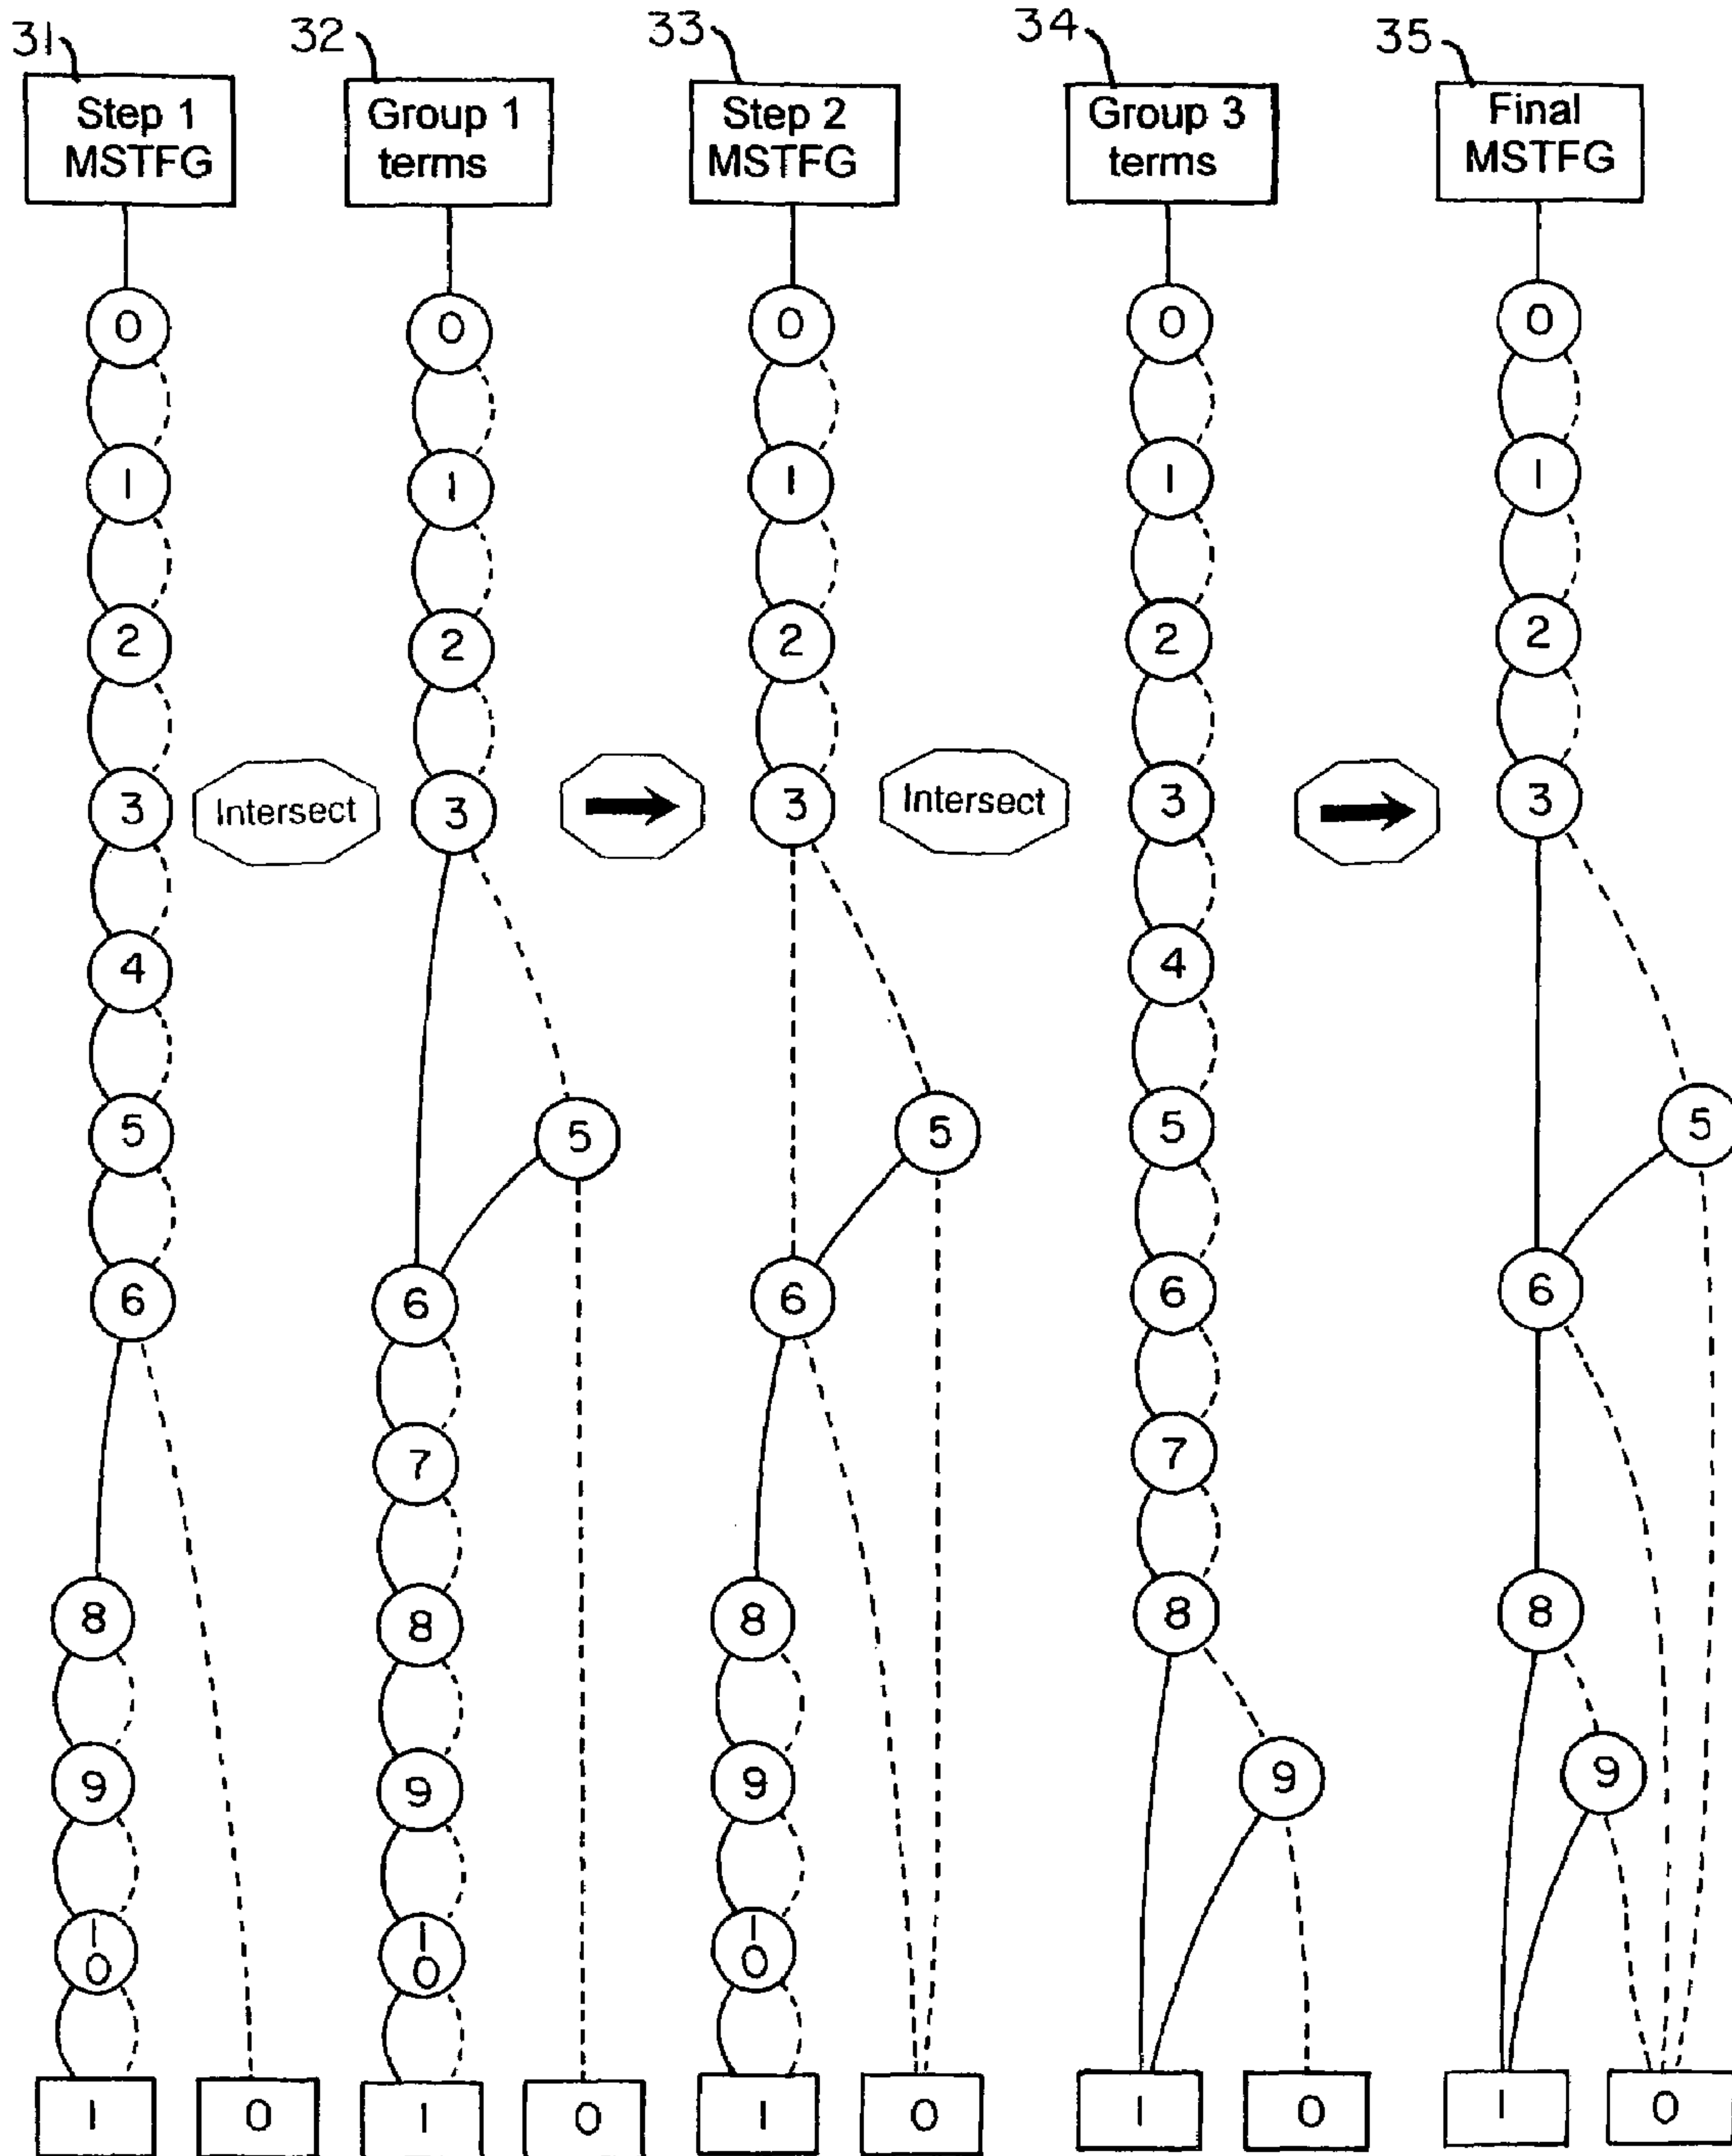 31 32 33 34 35
Step 1 Group 1 Step 2 Group 3 Final
MSTFG terms MSTFG terms MSTFG
0 0 0 0 0
1 1 1 1 1
2 2 2 2 2
3 Intersect 3 3 Intersect 3 3
4 4
5 5 5 5 5
6 6 6 6 6
7 7
8 8 8 8 8
9 9 9 9 9
10 10 10
1 0 1 0 1 0 1 0 1 0